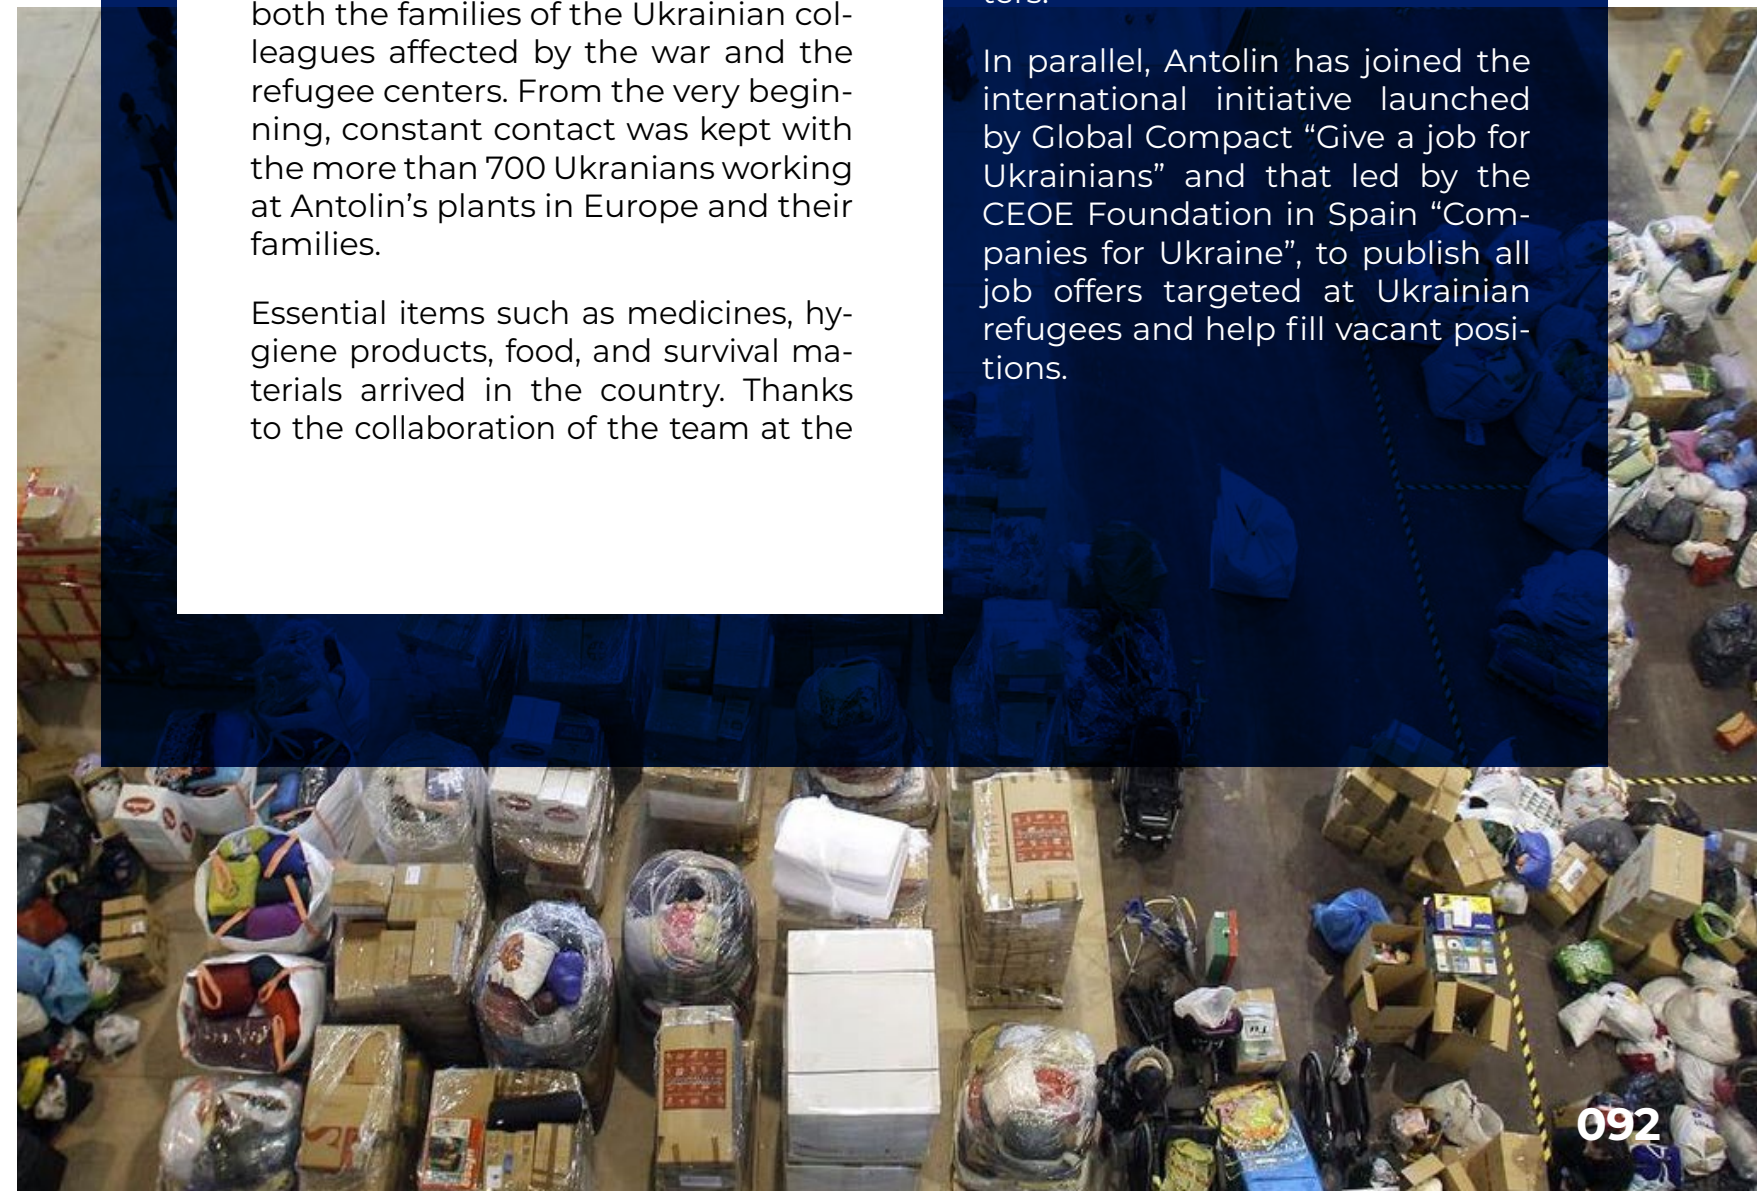 both the families of the Ukrainian col-
leagues affected by the war and the
refugee centers. From the very begin-
ning, constant contact was kept with
the more than 700 Ukranians working
at Antolin’s plants in Europe and their
families.
Essential items such as medicines, hy-
giene products, food, and survival ma-
terials arrived in the country. Thanks
to the collaboration of the team at the
In parallel, Antolin has joined the
international initiative launched
by Global Compact “Give a job for
Ukrainians” and that led by the
CEOE Foundation in Spain “Com-
panies for Ukraine”, to publish all
job offers targeted at Ukrainian
refugees and help fill vacant posi-
tions.
092